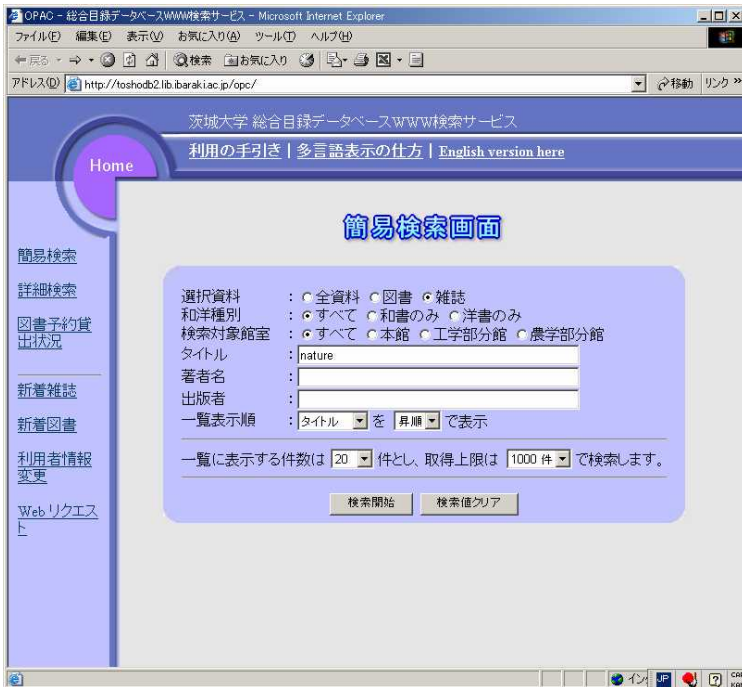 OPAC - 総合目録データベースWWW検索サービス - Microsoft Internet Explorer
ファイル(F) 編集(E) 表示(V) お気に入り(A) ツール(T) ヘルプ(H)
戻る 検索 お気に入り
アドレス(D) http://toshodb2.lib.ibaraki.ac.jp/opc/ 移動 リンク »
茨城大学 総合目録データベースWWW検索サービス
利用の手引き | 多言語表示の仕方 | English version here
Home
簡易検索画面
簡易検索
詳細検索
図書予約貸
出状況
新着雑誌
新着図書
利用者情報
変更
Web リクエス
ト
選択資料 : 全資料 図書 雑誌
和洋種別 : すべて 和書のみ 洋書のみ
検索対象館室 : すべて 本館 工学部分館 農学部分館
タイトル : nature
著者名 :
出版者 :
一覧表示順 : タイトル を 昇順 で表示
一覧に表示する件数は 20 件とし、取得上限は 1000 件 で検索します。
検索開始 検索値クリア
イン JP